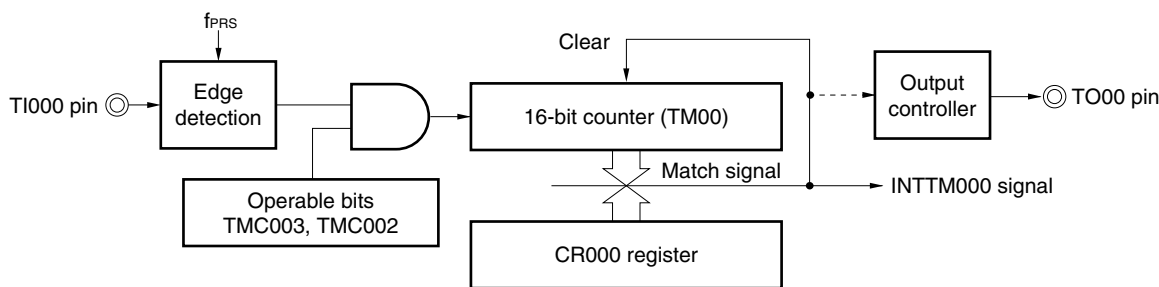 fPRS
Clear
TI000 pin
Edge
detection
16-bit counter (TM00)
Output
controller
TO00 pin
Match signal
INTTM000 signal
Operable bits
TMC003, TMC002
CR000 register